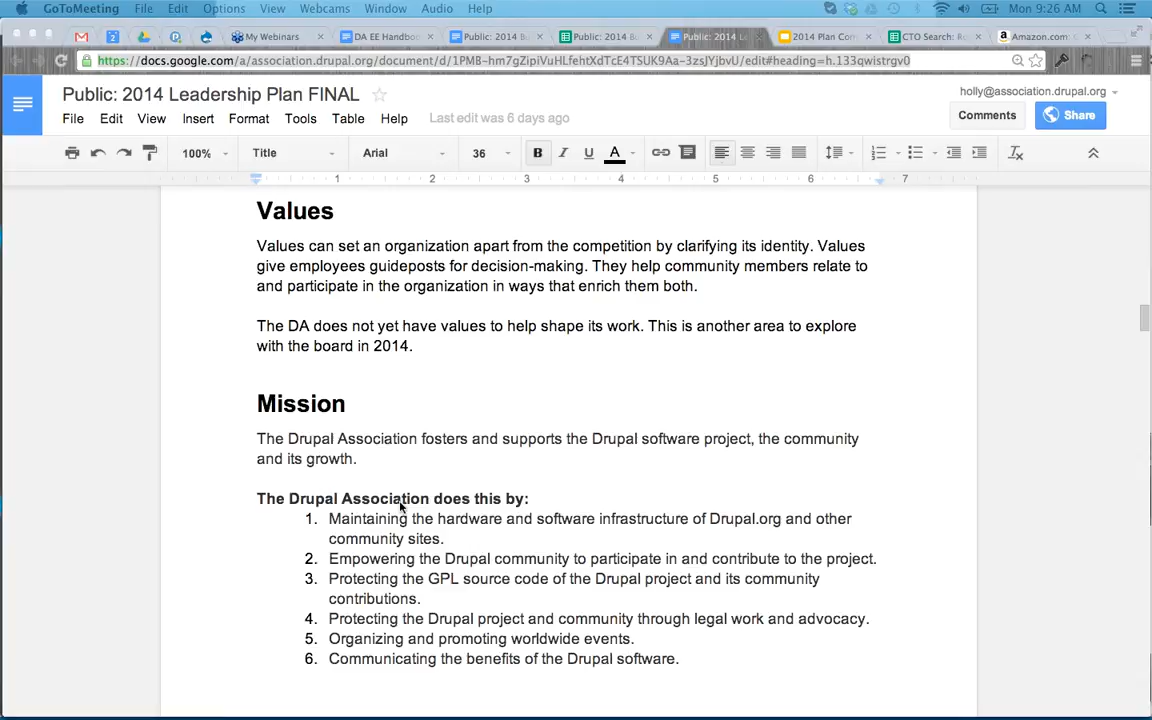 GoToMeeting File Edit Options View Webcams Window Audio Help Mon 9:26 AM
My Webinars DA EE Handbo Public: 2014 Bu Public: 2014 Bu Public: 2014 Le 2014 Plan Com CTO Search: Ro Amazon.com:
https://docs.google.com/a/association.drupal.org/document/d/1PMB-hm7gZipiVuHLfehtXdTcE4TSUK9Aa-3zsJYjbvU/edit#heading=h.133qwistrgv0
Public: 2014 Leadership Plan FINAL
holly@association.drupal.org
File Edit View Insert Format Tools Table Help Last edit was 6 days ago
Comments Share
100% Title Arial 36 B I U A
1 2 3 4 5 6 7
Values
Values can set an organization apart from the competition by clarifying its identity. Values
give employees guideposts for decision-making. They help community members relate to
and participate in the organization in ways that enrich them both.
The DA does not yet have values to help shape its work. This is another area to explore
with the board in 2014.
Mission
The Drupal Association fosters and supports the Drupal software project, the community
and its growth.
The Drupal Association does this by:
1. Maintaining the hardware and software infrastructure of Drupal.org and other
community sites.
2. Empowering the Drupal community to participate in and contribute to the project.
3. Protecting the GPL source code of the Drupal project and its community
contributions.
4. Protecting the Drupal project and community through legal work and advocacy.
5. Organizing and promoting worldwide events.
6. Communicating the benefits of the Drupal software.